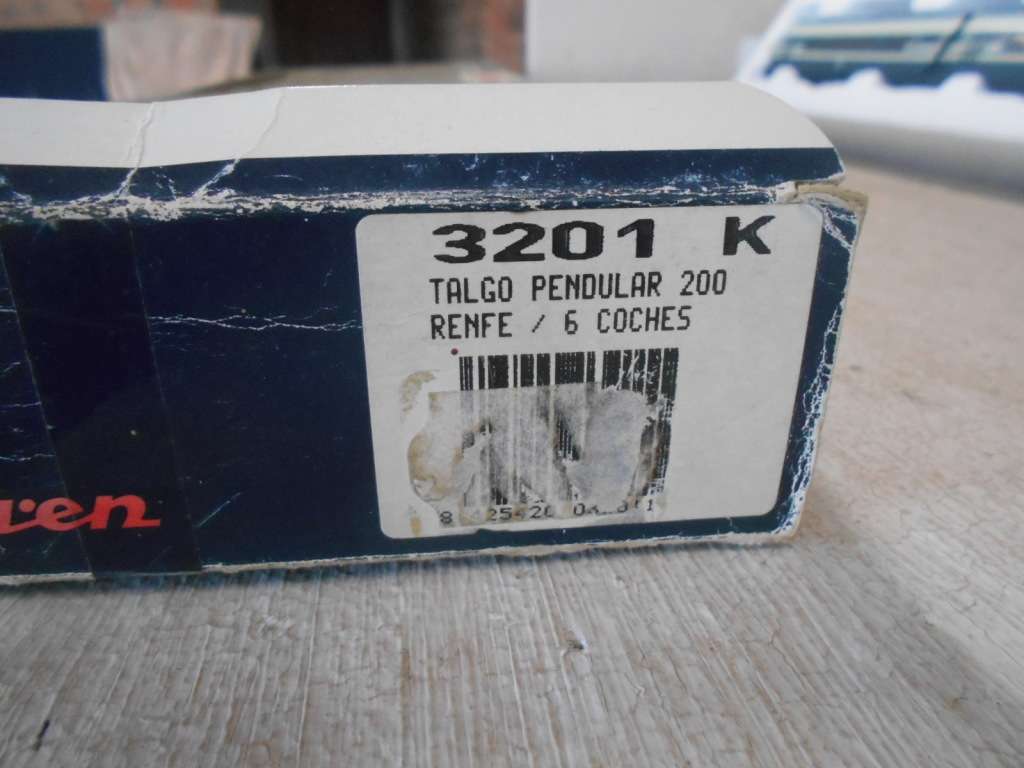 3201 K
TALGO PENDULAR 200
RENFE / 6 COCHES